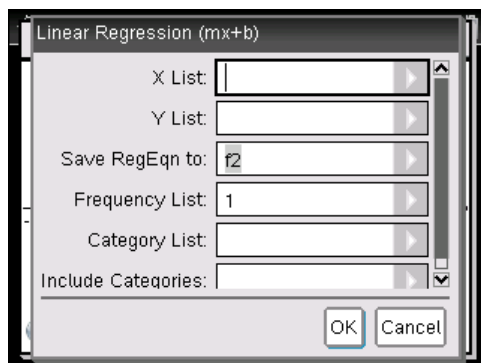 Linear Regression (mx+b)
X List:
Y List:
Save RegEqn to: f2
Frequency List: 1
Category List:
Include Categories:
OK Cancel